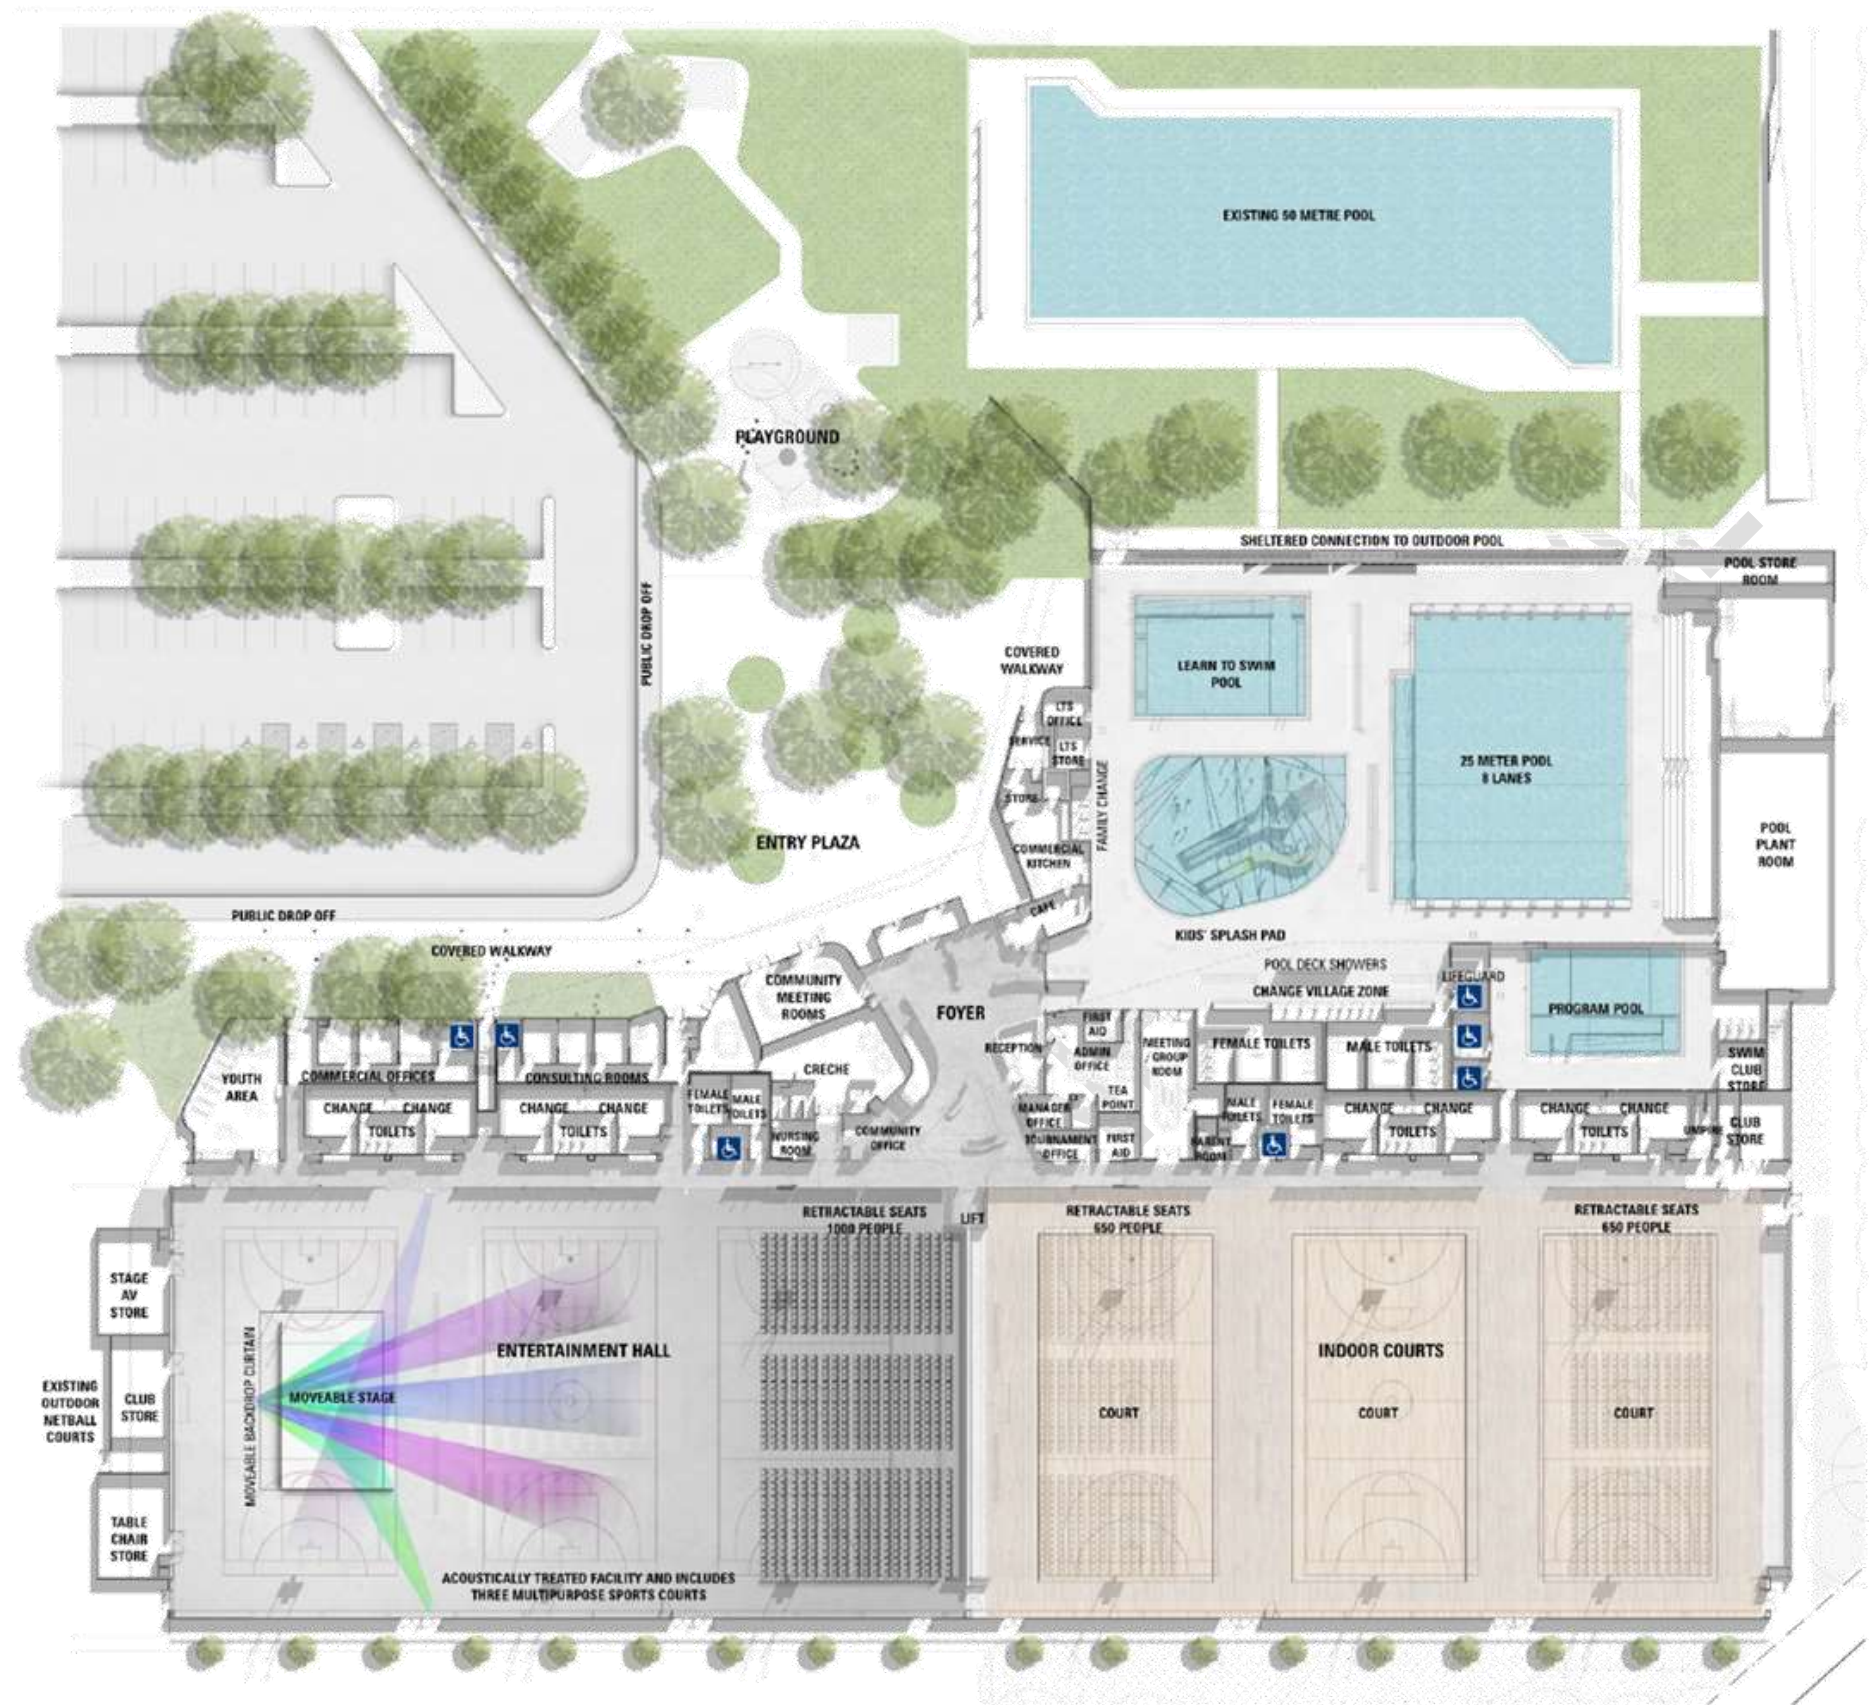 EXISTING 50 METRE POOL
PLAYGROUND
SHELTERED CONNECTION TO OUTDOOR POOL
POOL STORE
ROOM
PUBLIC DROP OFF
COVERED
WALKWAY
LEARN TO SWIM
POOL
LTS
OFFICE
SERVICE
LTS
STORE
STORE
FAMILY CHANGE
25 METER POOL
8 LANES
ENTRY PLAZA
COMMERCIAL
KITCHEN
POOL
PLANT
ROOM
CAFE
PUBLIC DROP OFF
COVERED WALKWAY
KIDS' SPLASH PAD
POOL DECK SHOWERS
CHANGE VILLAGE ZONE
LIFEGUARD
PROGRAM POOL
COMMUNITY
MEETING
ROOMS
FOYER
RECEPTION
FIRST
AID
ADMIN
OFFICE
MEETING
/ GROUP
ROOM
FEMALE TOILETS
MALE TOILETS
SWIM
CLUB
STORE
YOUTH
AREA
COMMERCIAL OFFICES
CONSULTING ROOMS
CRECHE
TEA
POINT
CHANGE
CHANGE
TOILETS
CHANGE
CHANGE
TOILETS
FEMALE
TOILETS
MALE
TOILETS
NURSING
ROOM
COMMUNITY
OFFICE
MANAGER
OFFICE
TOURNAMENT
OFFICE
FIRST
AID
MALE
TOILETS
FEMALE
TOILETS
PARENT
ROOM
CHANGE
CHANGE
TOILETS
CHANGE
CHANGE
TOILETS
UMPIRE
CLUB
STORE
RETRACTABLE SEATS
1000 PEOPLE
LIFT
RETRACTABLE SEATS
650 PEOPLE
RETRACTABLE SEATS
650 PEOPLE
STAGE
AV
STORE
MOVEABLE BACKDROP CURTAIN
ENTERTAINMENT HALL
INDOOR COURTS
EXISTING
OUTDOOR
NETBALL
COURTS
CLUB
STORE
MOVEABLE STAGE
COURT
COURT
COURT
TABLE
CHAIR
STORE
ACOUSTICALLY TREATED FACILITY AND INCLUDES
THREE MULTIPURPOSE SPORTS COURTS